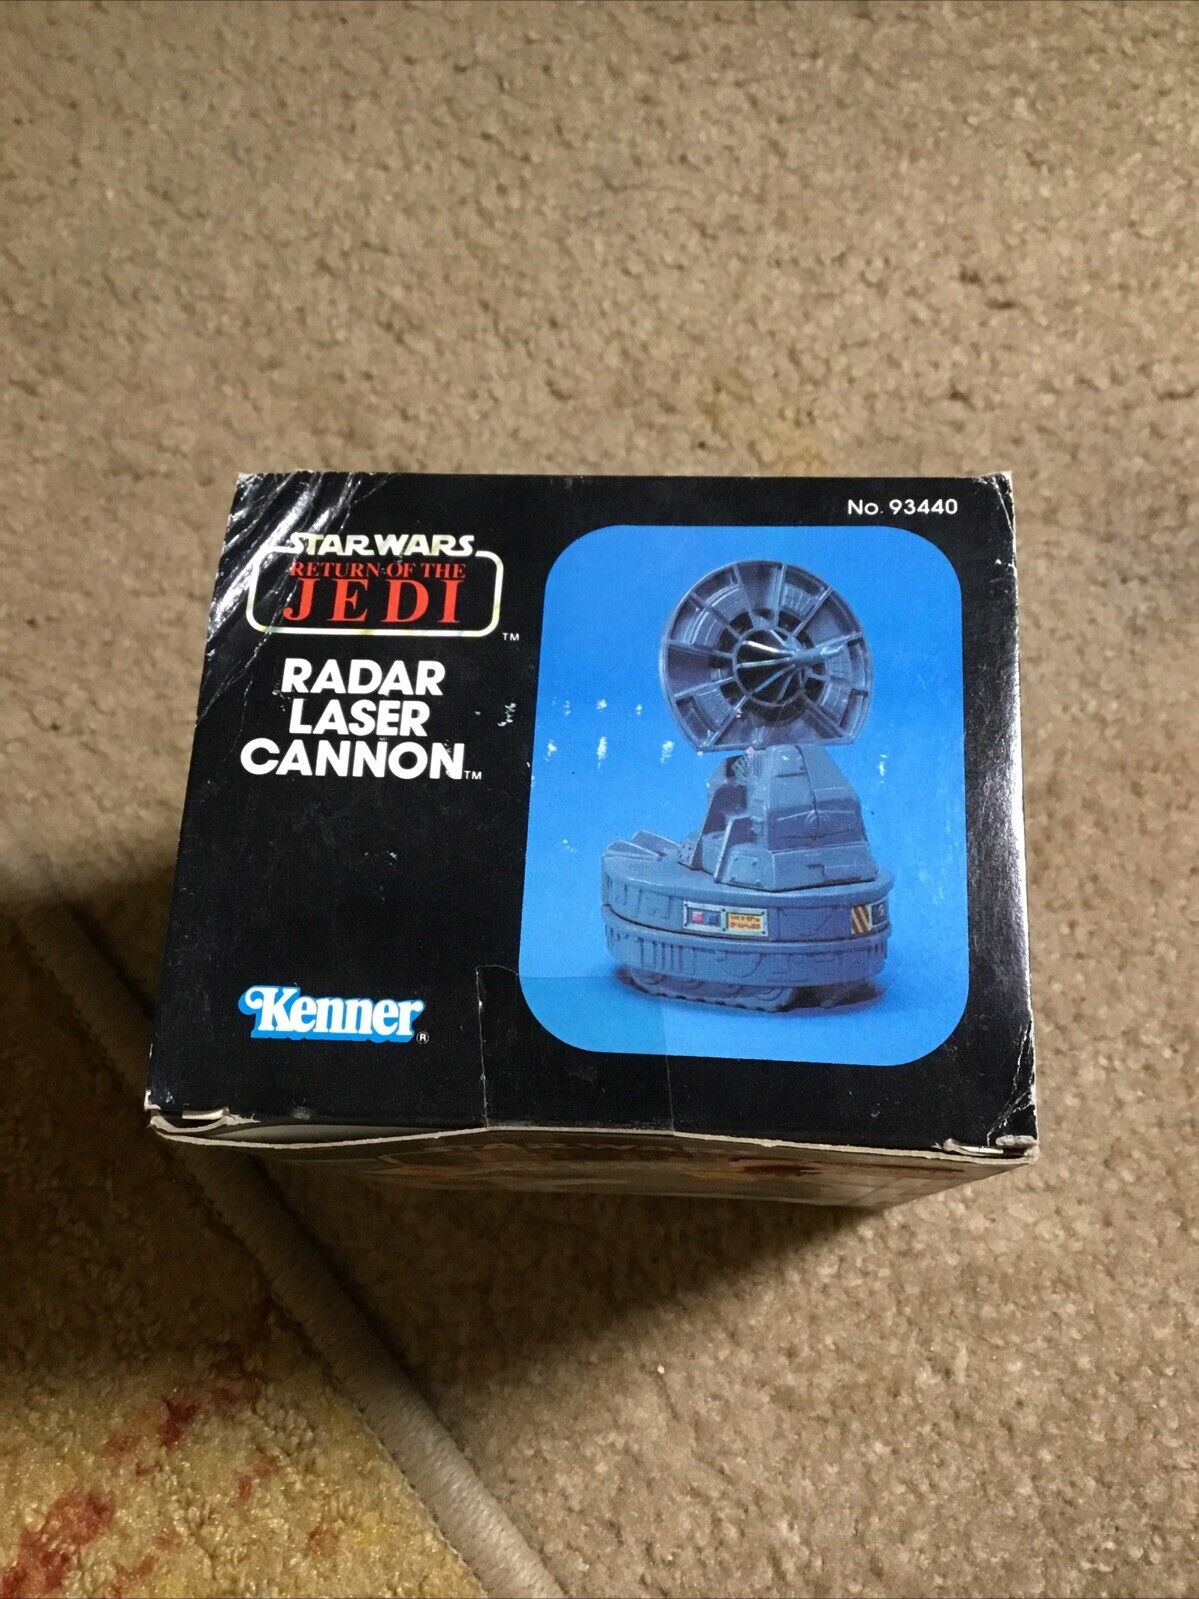 No. 93440
STAR WARS
RETURN OF THE
JEDI
TM
RADAR
LASER
CANNON TM
Kenner ®